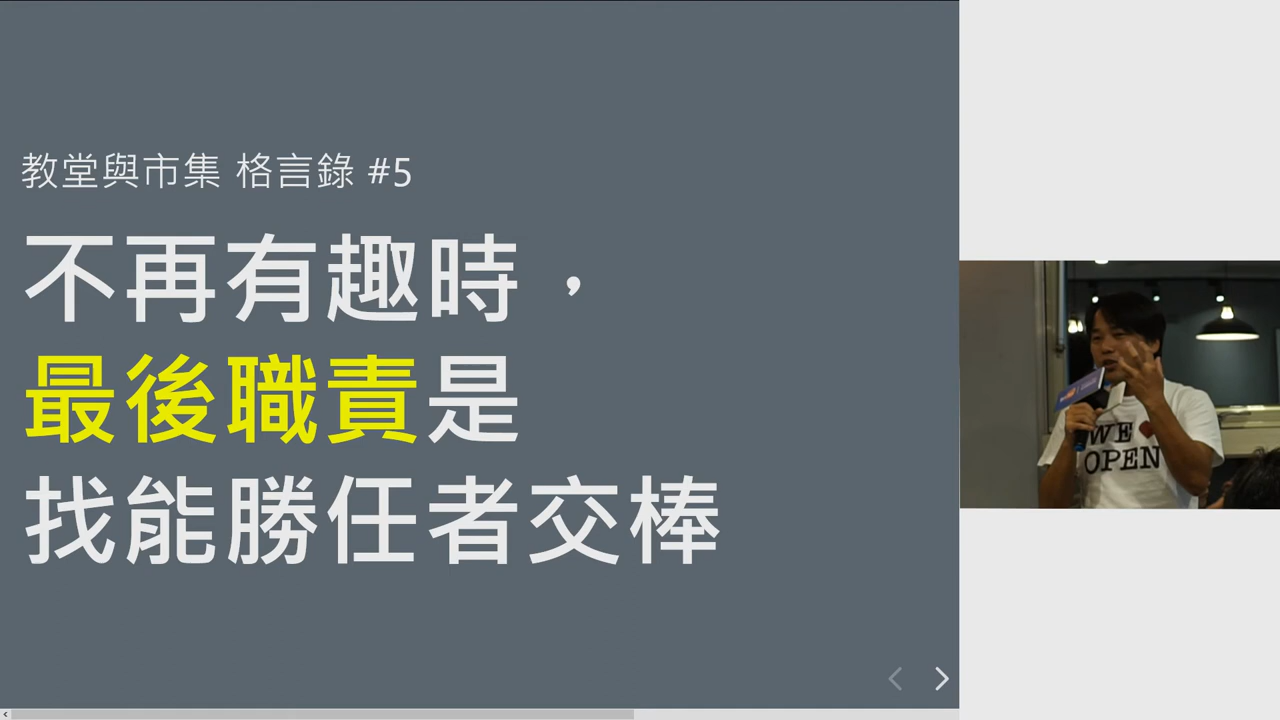 教堂與市集 格言錄 #5
不再有趣時，
最後職責是
找能勝任者交棒
WE ♥
OPEN